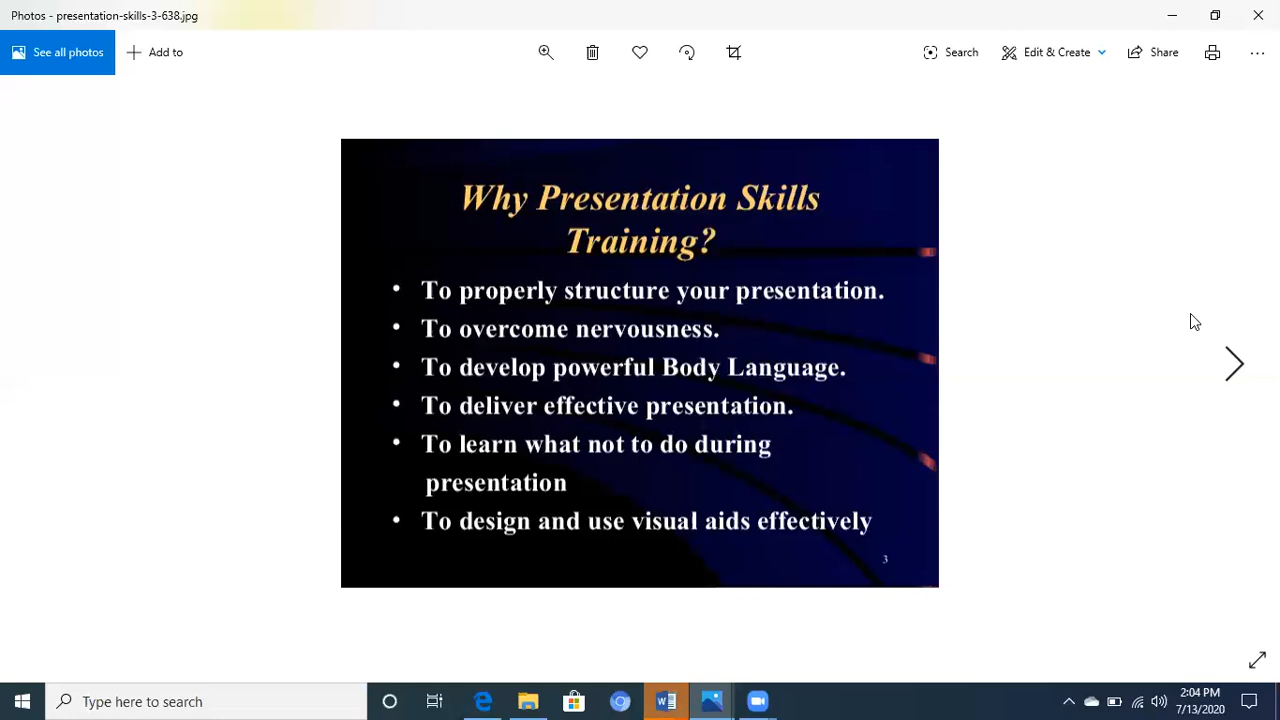 Photos - presentation-skills-3-638.jpg
See all photos
Add to
Search
Edit & Create
Share
Why Presentation Skills
Training?
• To properly structure your presentation.
• To overcome nervousness.
• To develop powerful Body Language.
• To deliver effective presentation.
• To learn what not to do during
presentation
• To design and use visual aids effectively
3
Type here to search
2:04 PM
7/13/2020